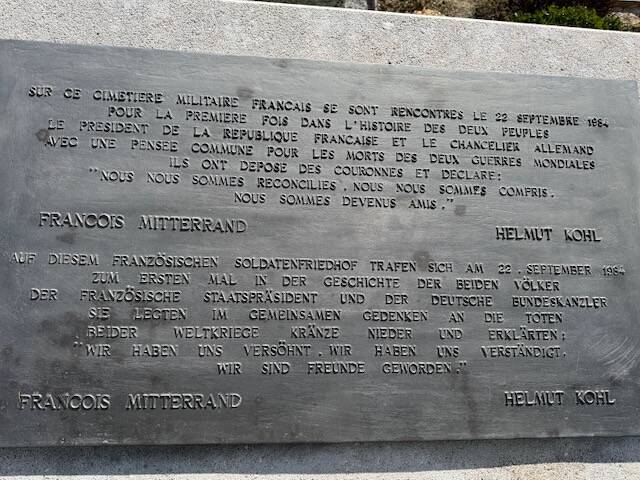 SUR CE CIMETIERE MILITAIRE FRANCAIS SE SONT RENCONTRES LE 22 SEPTEMBRE 1984
POUR LA PREMIERE FOIS DANS L'HISTOIRE DES DEUX PEUPLES
LE PRESIDENT DE LA REPUBLIQUE FRANCAISE ET LE CHANCELIER ALLEMAND
AVEC UNE PENSEE COMMUNE POUR LES MORTS DES DEUX GUERRES MONDIALES
ILS ONT DEPOSE DES COURONNES ET DECLARE:
"NOUS NOUS SOMMES RECONCILIES. NOUS NOUS SOMMES COMPRIS.
NOUS SOMMES DEVENUS AMIS."
FRANCOIS MITTERRAND HELMUT KOHL
AUF DIESEM FRANZÖSISCHEN SOLDATENFRIEDHOF TRAFEN SICH AM 22. SEPTEMBER 1984
ZUM ERSTEN MAL IN DER GESCHICHTE DER BEIDEN VÖLKER
DER FRANZÖSISCHE STAATSPRÄSIDENT UND DER DEUTSCHE BUNDESKANZLER
SIE LEGTEN IM GEMEINSAMEN GEDENKEN AN DIE TOTEN
BEIDER WELTKRIEGE KRÄNZE NIEDER UND ERKLÄRTEN:
"WIR HABEN UNS VERSÖHNT. WIR HABEN UNS VERSTÄNDIGT.
WIR SIND FREUNDE GEWORDEN."
FRANCOIS MITTERRAND HELMUT KOHL